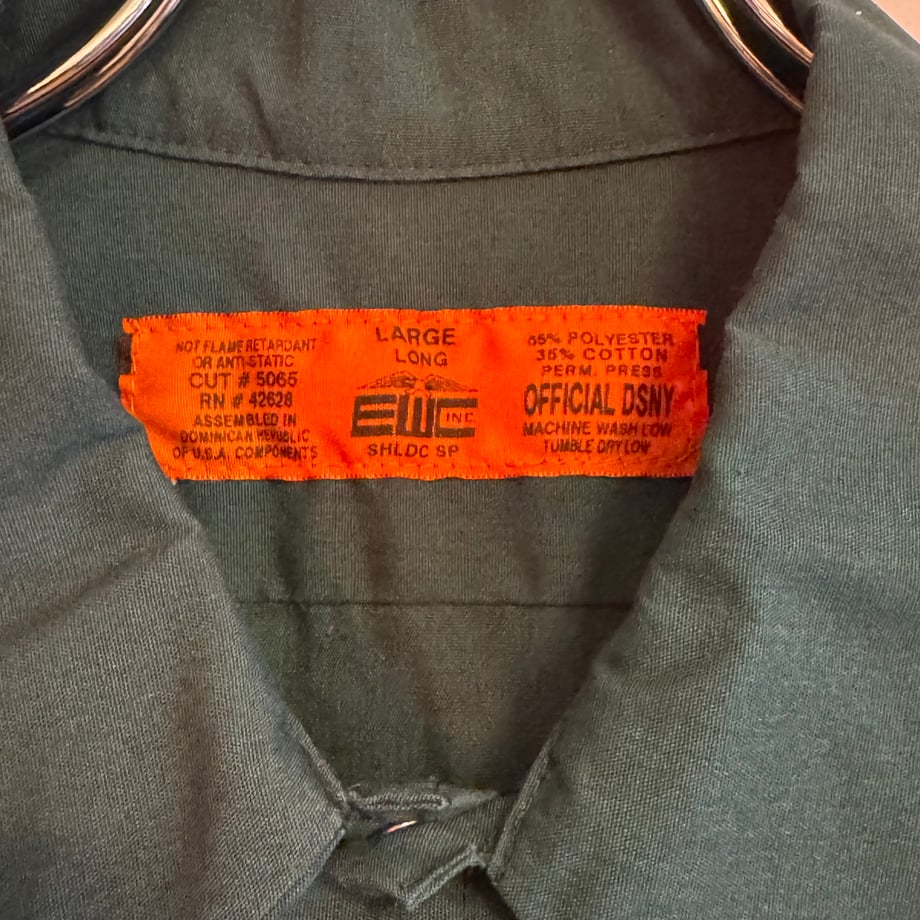 NOT FLAME RETARDANT
OR ANTI-STATIC
CUT # 5065
RN # 42628
ASSEMBLED IN
DOMINICAN REPUBLIC
OF U.S.A. COMPONENTS
LARGE
LONG
EWC INC.
SHLDC SP
65% POLYESTER
35% COTTON
PERM. PRESS
OFFICIAL DSNY
MACHINE WASH LOW
TUMBLE DRY LOW